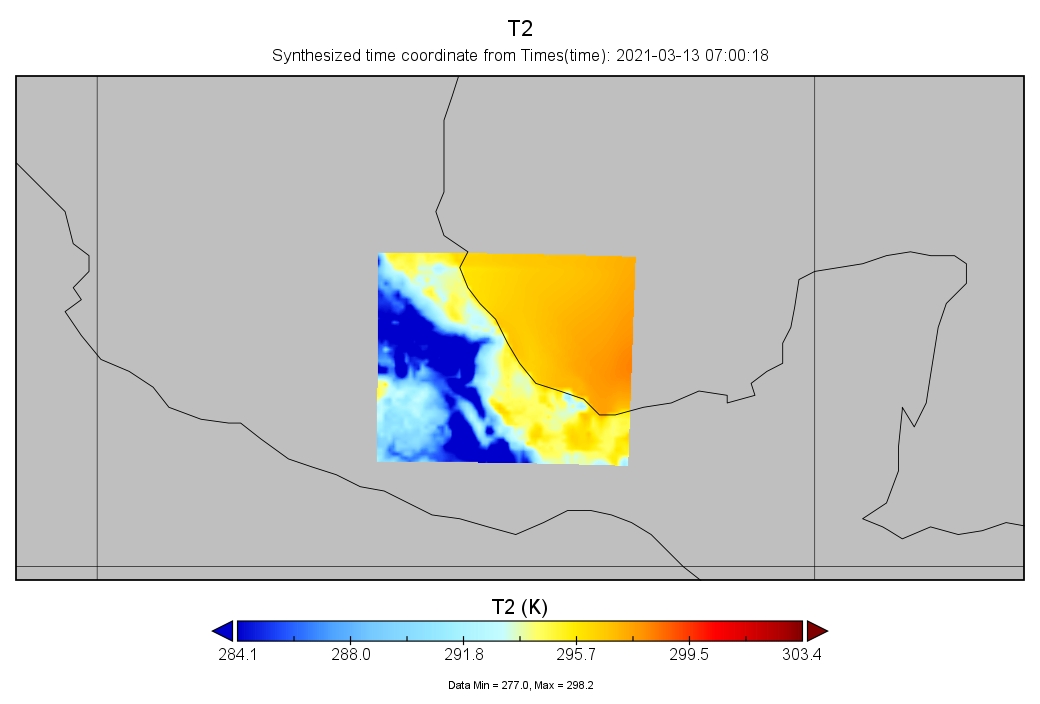 T2
Synthesized time coordinate from Times(time): 2021-03-13 07:00:18
T2 (K)
284.1 288.0 291.8 295.7 299.5 303.4
Data Min = 277.0, Max = 298.2